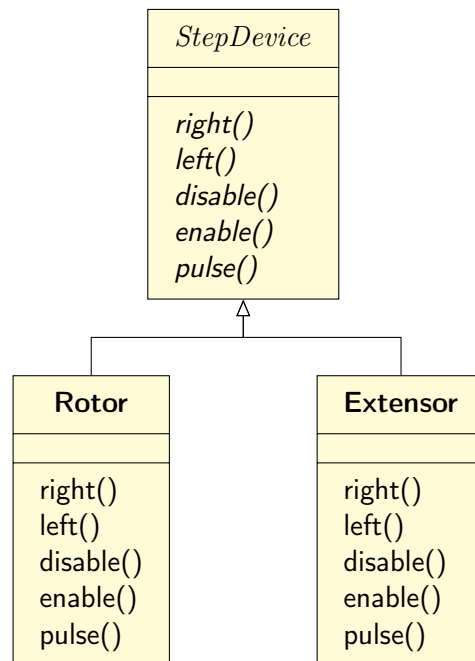 StepDevice
right()
left()
disable()
enable()
pulse()
Rotor
right()
left()
disable()
enable()
pulse()
Extensor
right()
left()
disable()
enable()
pulse()